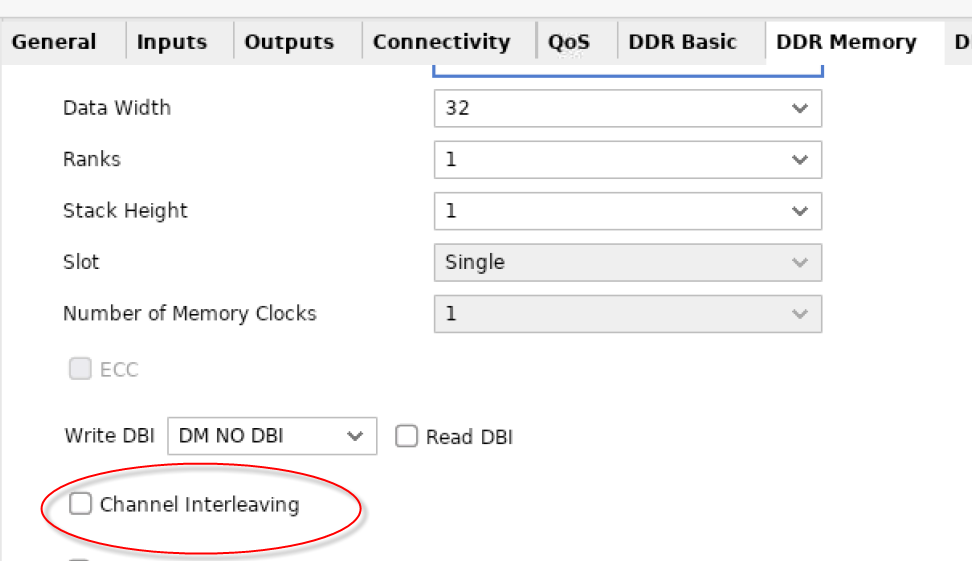 General Inputs Outputs Connectivity QoS DDR Basic DDR Memory D
Data Width 32
Ranks 1
Stack Height 1
Slot Single
Number of Memory Clocks 1
ECC
Write DBI DM NO DBI Read DBI
Channel Interleaving